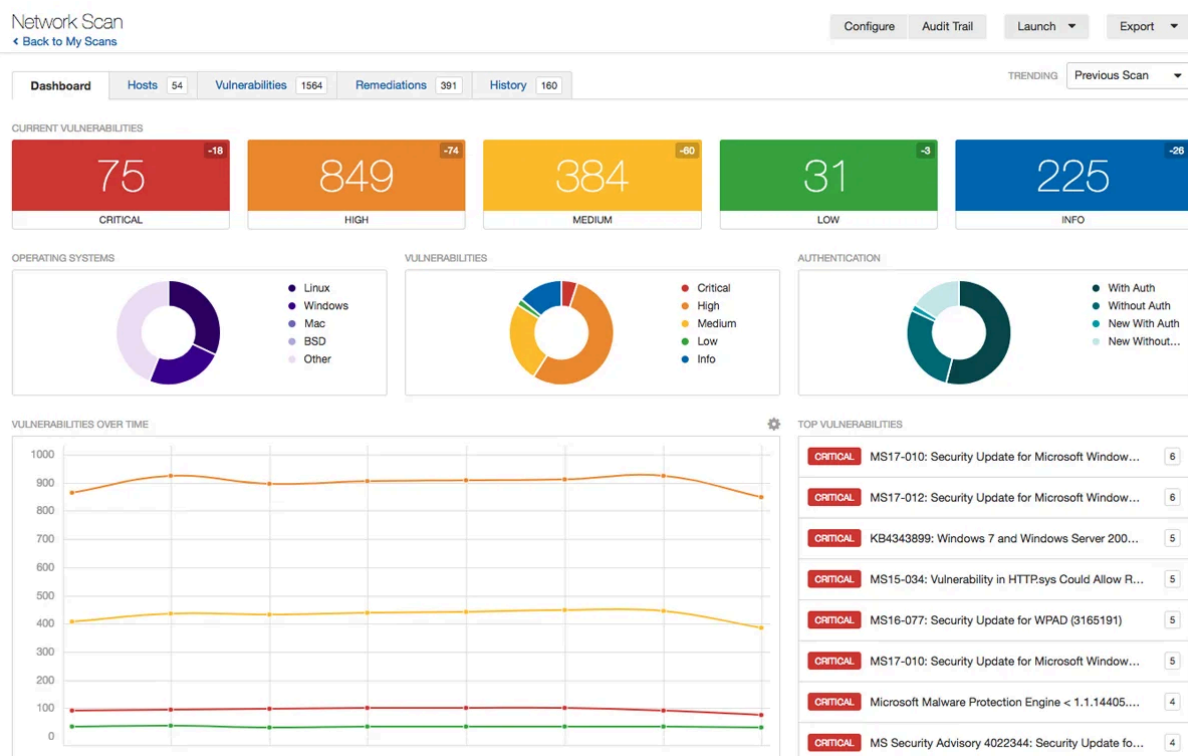 Network Scan
< Back to My Scans
Configure Audit Trail Launch Export
Dashboard Hosts 54 Vulnerabilities 1564 Remediations 391 History 160
TRENDING Previous Scan
CURRENT VULNERABILITIES
75 -18
CRITICAL
849 -74
HIGH
384 -60
MEDIUM
31 -3
LOW
225 -26
INFO
OPERATING SYSTEMS
Linux
Windows
Mac
BSD
Other
VULNERABILITIES
Critical
High
Medium
Low
Info
AUTHENTICATION
With Auth
Without Auth
New With Auth
New Without...
VULNERABILITIES OVER TIME
1000
900
800
700
600
500
400
300
200
100
0
TOP VULNERABILITIES
CRITICAL MS17-010: Security Update for Microsoft Window... 6
CRITICAL MS17-012: Security Update for Microsoft Window... 6
CRITICAL KB4343899: Windows 7 and Windows Server 200... 5
CRITICAL MS15-034: Vulnerability in HTTP.sys Could Allow R... 5
CRITICAL MS16-077: Security Update for WPAD (3165191) 5
CRITICAL MS17-010: Security Update for Microsoft Window... 5
CRITICAL Microsoft Malware Protection Engine < 1.1.14405.... 4
CRITICAL MS Security Advisory 4022344: Security Update fo... 4